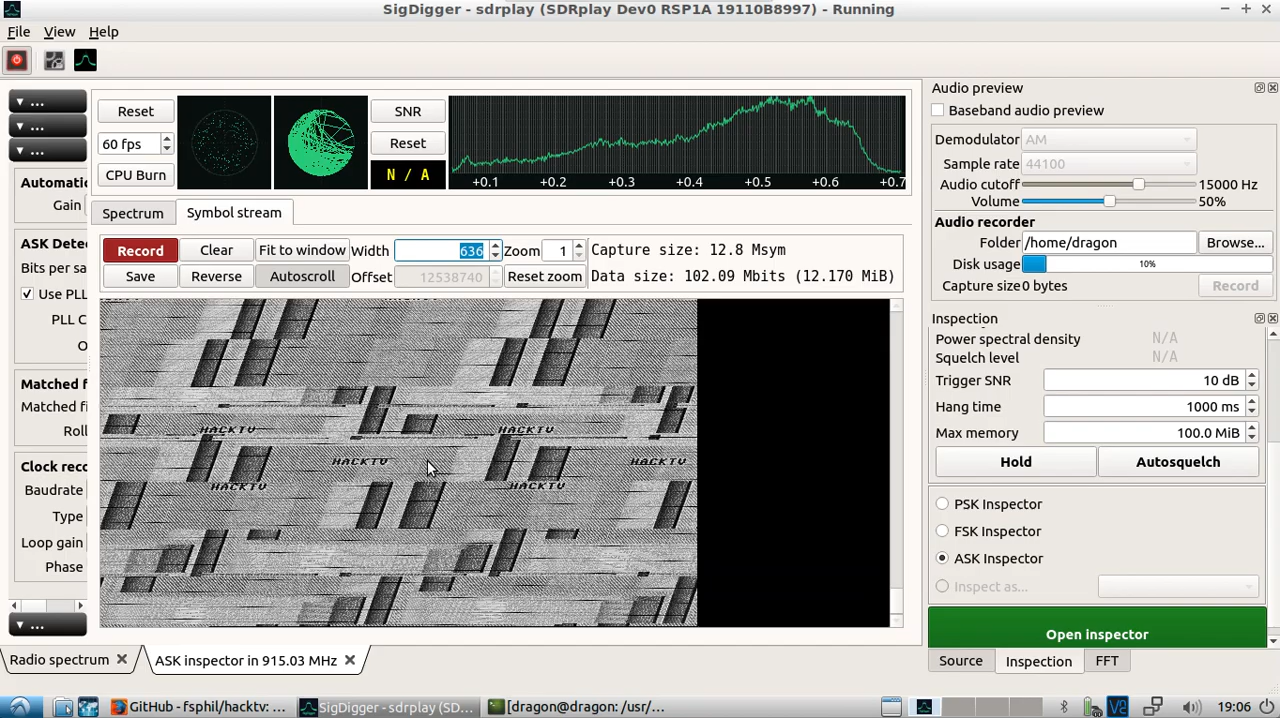 SigDigger - sdrplay (SDRplay Dev0 RSP1A 19110B8997) - Running
File View Help
...
...
...
Automatic
Gain
ASK Detec
Bits per sa
Use PLL
PLL C
O
Matched f
Matched fi
Roll
Clock reco
Baudrate
Type
Loop gain
Phase
...
Reset
60 fps
CPU Burn
SNR
Reset
N / A
+0.1 +0.2 +0.3 +0.4 +0.5 +0.6 +0.7
Spectrum Symbol stream
Record Clear Fit to window Width 636 Zoom 1 Capture size: 12.8 Msym
Save Reverse Autoscroll Offset 12538740 Reset zoom Data size: 102.09 Mbits (12.170 MiB)
HACKTV HACKTV
HACKTV HACKTV
HACKTV HACKTV
Radio spectrum ASK inspector in 915.03 MHz
Audio preview
Baseband audio preview
Demodulator AM
Sample rate 44100
Audio cutoff 15000 Hz
Volume 50%
Audio recorder
Folder /home/dragon Browse...
Disk usage 10%
Capture size 0 bytes Record
Inspection
Power spectral density N/A
Squelch level N/A
Trigger SNR 10 dB
Hang time 1000 ms
Max memory 100.0 MiB
Hold Autosquelch
PSK Inspector
FSK Inspector
ASK Inspector
Inspect as...
Open inspector
Source Inspection FFT
GitHub - fsphil/hacktv: ... SigDigger - sdrplay (SD... [dragon@dragon: /usr/... 19:06